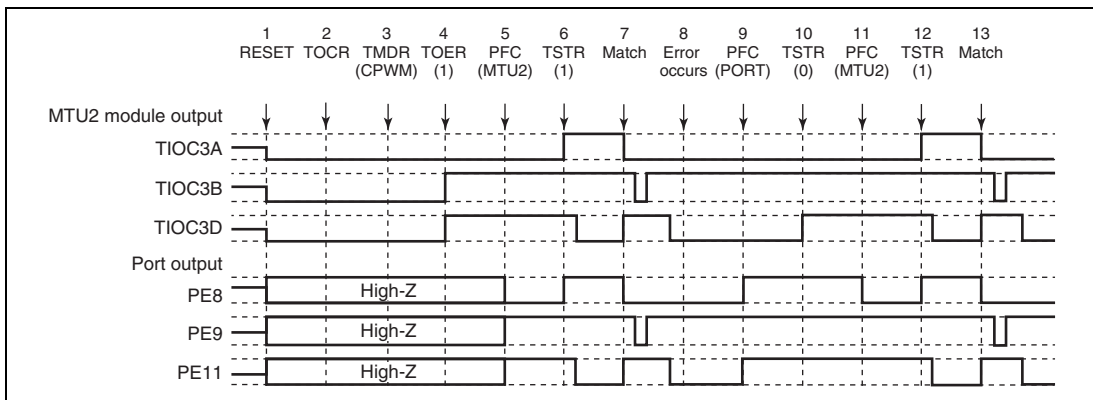 1 2 3 4 5 6 7 8 9 10 11 12 13
RESET TOCR TMDR TOER PFC TSTR Match Error PFC TSTR PFC TSTR Match
(CPWM) (1) (MTU2) (1) occurs (PORT) (0) (MTU2) (1)
MTU2 module output
TIOC3A
TIOC3B
TIOC3D
Port output
PE8 High-Z
PE9 High-Z
PE11 High-Z